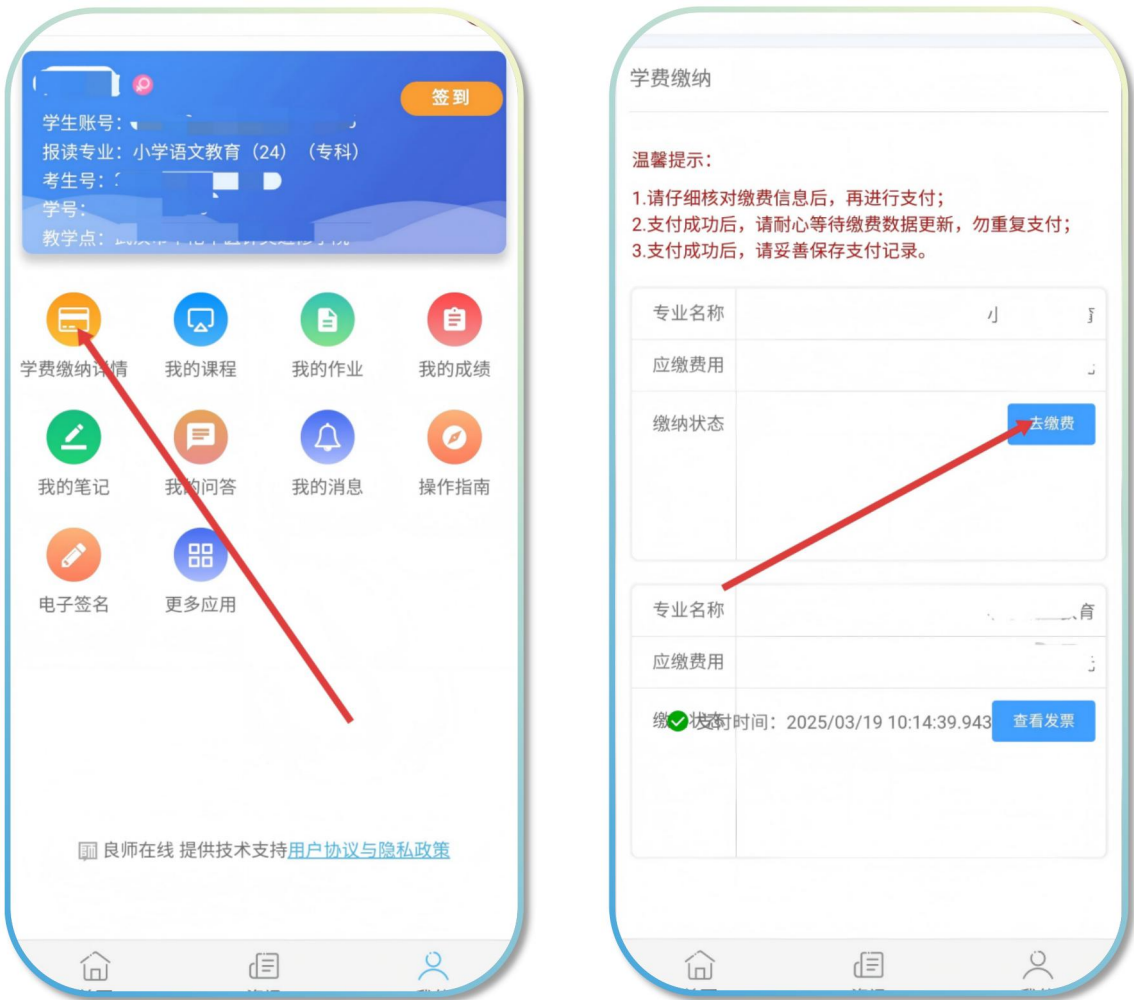 签到
学生账号：
报读专业：小学语文教育（24）（专科）
考生号：
学号：
教学点：
学费缴纳详情
我的课程
我的作业
我的成绩
我的笔记
我的问答
我的消息
操作指南
电子签名
更多应用
良师在线 提供技术支持用户协议与隐私政策
学费缴纳
温馨提示：
1.请仔细核对缴费信息后，再进行支付；
2.支付成功后，请耐心等待缴费数据更新，勿重复支付；
3.支付成功后，请妥善保存支付记录。
专业名称
应缴费用
缴纳状态 去缴费
专业名称 育
应缴费用
缴纳状态 支付时间：2025/03/19 10:14:39.943 查看发票